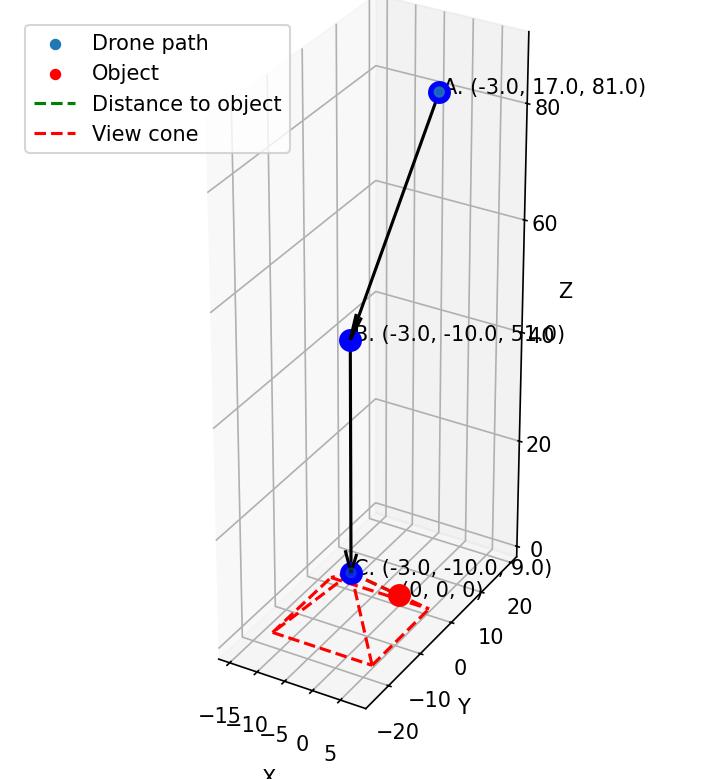 Drone path
Object
Distance to object
View cone
A. (-3.0, 17.0, 81.0)
80
60
Z
B. (-3.0, -10.0, 51.0)
40
20
0
C. (-3.0, -10.0, 9.0)
(0, 0, 0)
20
10
0
−10
Y
−20
−15
−10
−5
0
5
X